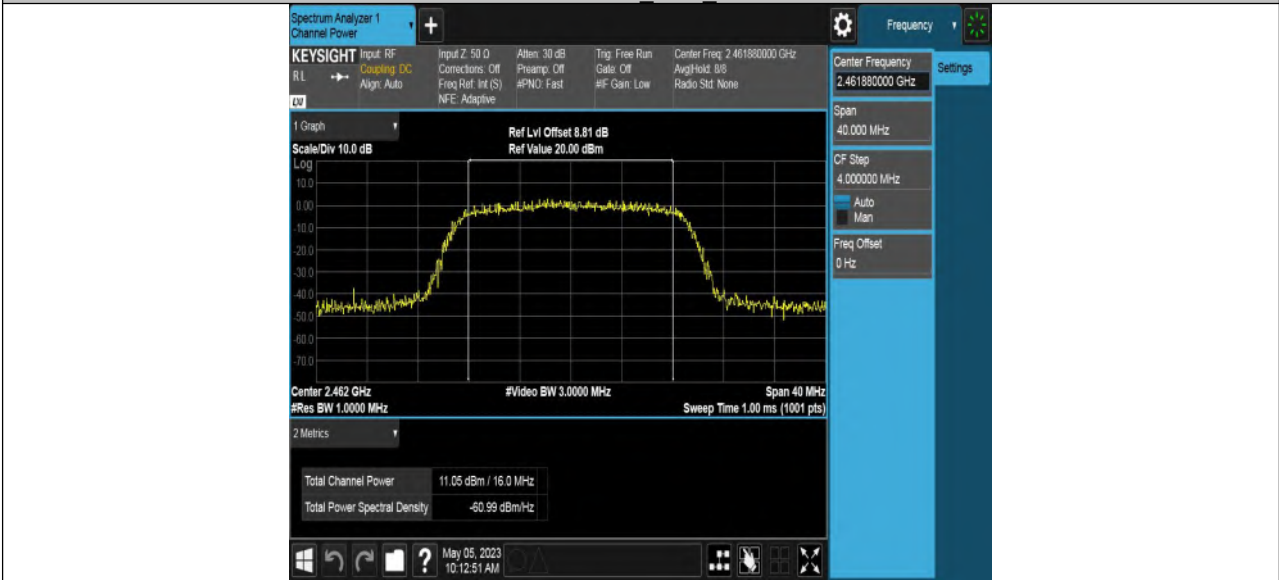 Spectrum Analyzer 1
Channel Power
+
Frequency
KEYSIGHT Input: RF Input Z: 50 Ω Atten: 30 dB Trig: Free Run Center Freq: 2.461880000 GHz
RL Coupling: DC Corrections: Off Preamp: Off Gate: Off Avg|Hold: 8/8
Align: Auto Freq Ref: Int (S) #PNO: Fast #IF Gain: Low Radio Std: None
LXI NFE: Adaptive
Center Frequency
2.461880000 GHz
Settings
Span
40.000 MHz
CF Step
4.000000 MHz
Auto
Man
Freq Offset
0 Hz
1 Graph
Ref Lvl Offset 8.81 dB
Scale/Div 10.0 dB Ref Value 20.00 dBm
Log
10.0
0.00
-10.0
-20.0
-30.0
-40.0
-50.0
-60.0
-70.0
Center 2.462 GHz #Video BW 3.0000 MHz Span 40 MHz
#Res BW 1.0000 MHz Sweep Time 1.00 ms (1001 pts)
2 Metrics
Total Channel Power 11.05 dBm / 16.0 MHz
Total Power Spectral Density -60.99 dBm/Hz
? May 05, 2023
10:12:51 AM